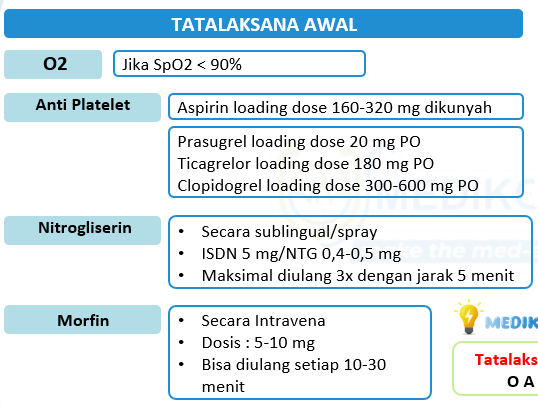 TATALAKSANA AWAL
O2
Jika SpO2 < 90%
Anti Platelet
Aspirin loading dose 160-320 mg dikunyah
Prasugrel loading dose 20 mg PO
Ticagrelor loading dose 180 mg PO
Clopidogrel loading dose 300-600 mg PO
Nitrogliserin
• Secara sublingual/spray
• ISDN 5 mg/NTG 0,4-0,5 mg
• Maksimal diulang 3x dengan jarak 5 menit
Morfin
• Secara Intravena
• Dosis : 5-10 mg
• Bisa diulang setiap 10-30
menit
MEDIK
Tatalaks
O A